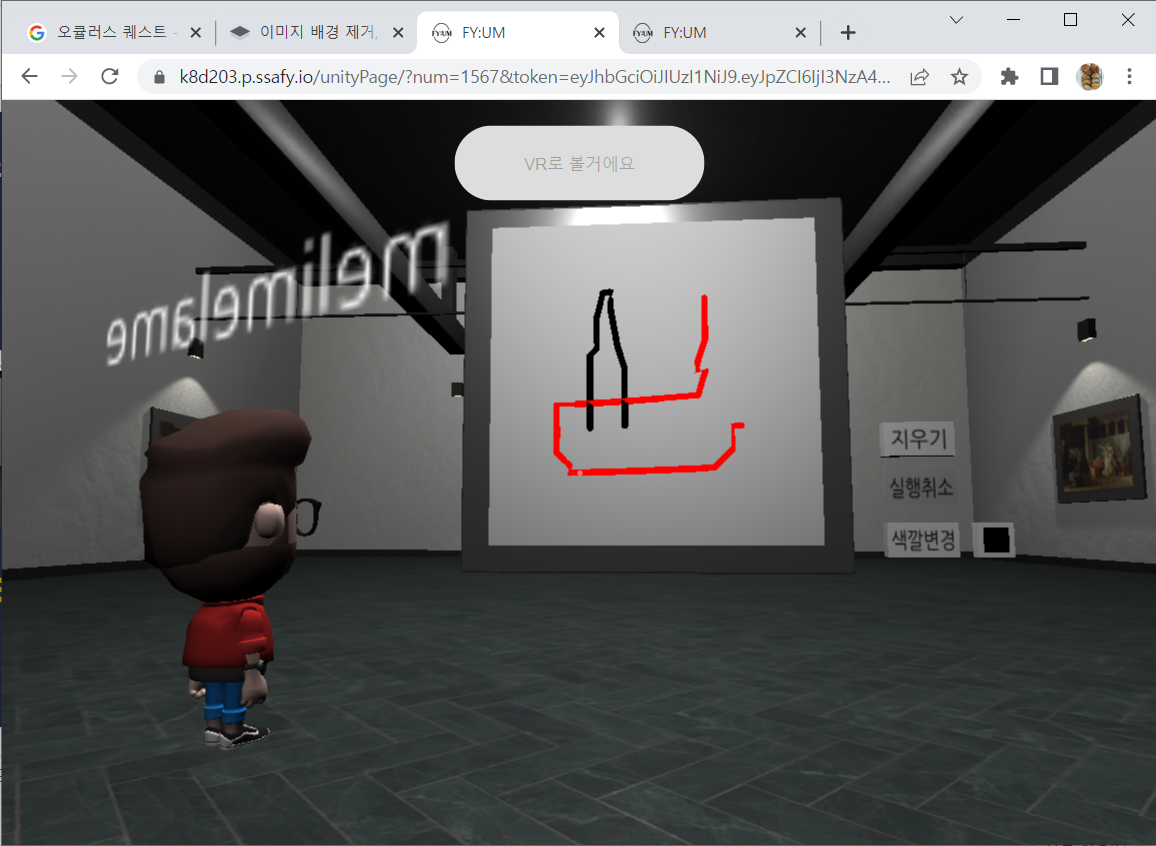 오큘러스 퀘스트 -
이미지 배경 제거,
FY:UM
FY:UM
k8d203.p.ssafy.io/unityPage/?num=1567&token=eyJhbGciOiJIUzI1NiJ9.eyJpZCI6IjI3NzA4...
VR로 볼거에요
melimelame
지우기
실행취소
색깔변경